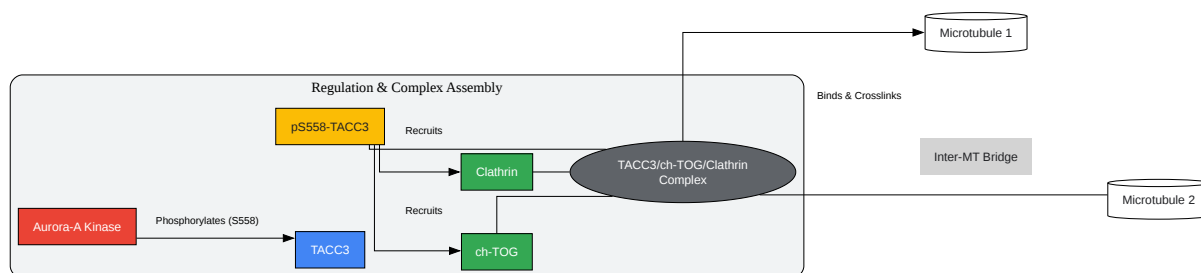 Microtubule 1
Regulation & Complex Assembly
Binds & Crosslinks
pS558-TACC3
Recruits
Inter-MT Bridge
Clathrin
TACC3/ch-TOG/Clathrin
Complex
Microtubule 2
Recruits
Phosphorylates (S558)
Aurora-A Kinase
TACC3
ch-TOG